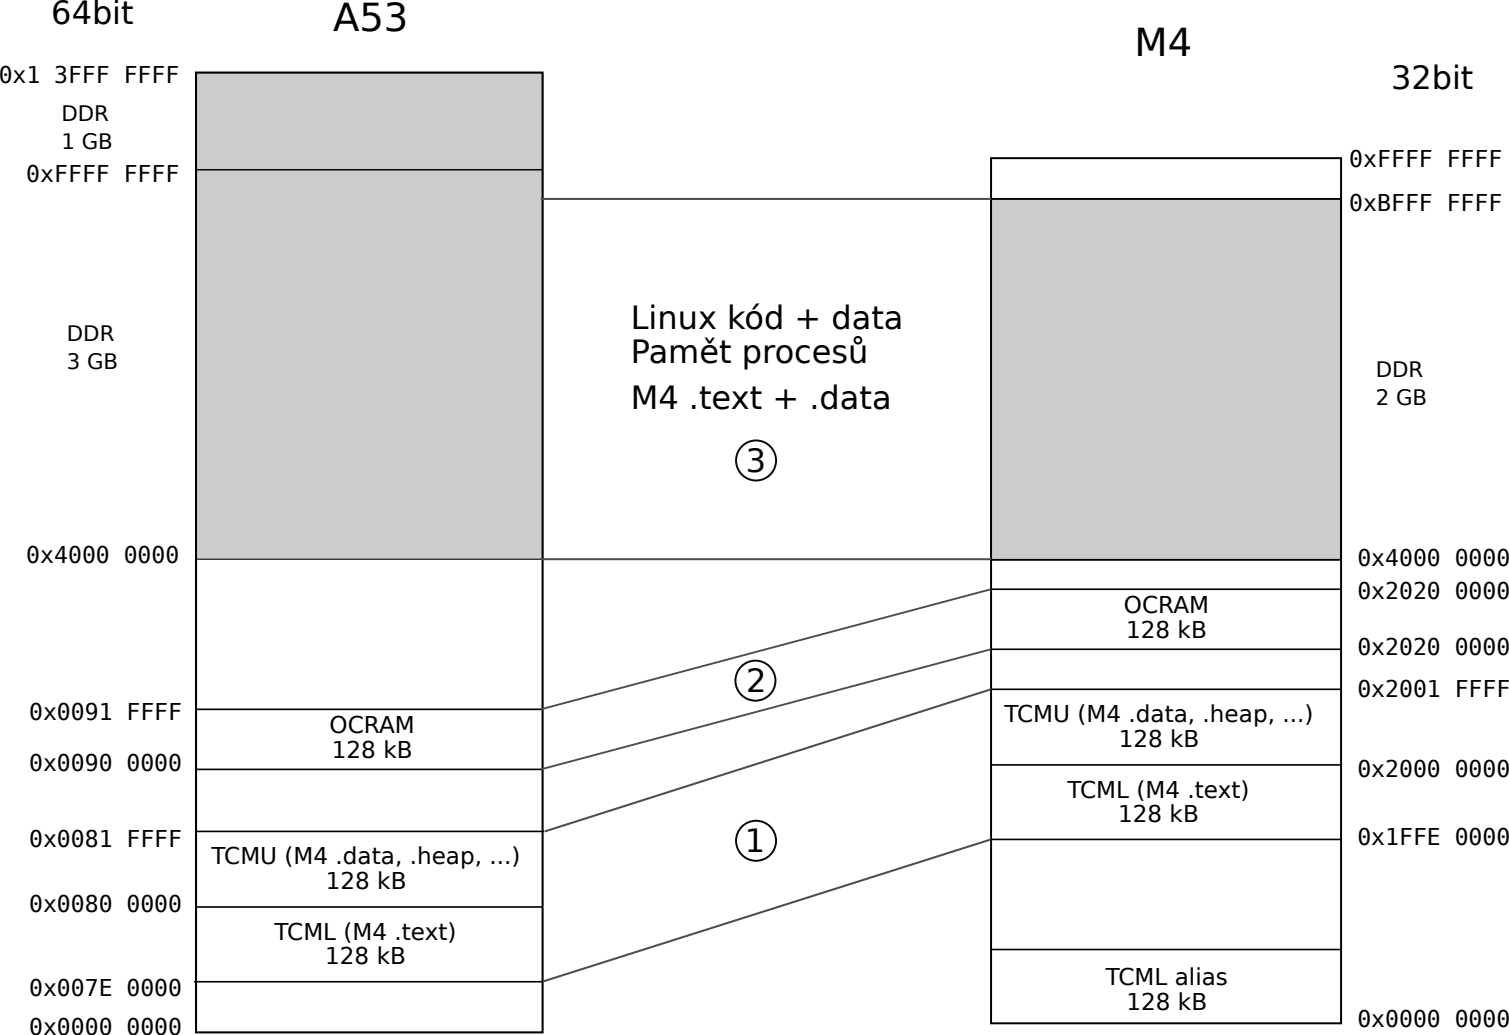 64bit
A53
0x1 3FFF FFFF
DDR
1 GB
0xFFFF FFFF
DDR
3 GB
0x4000 0000
0x0091 FFFF
OCRAM
128 kB
0x0090 0000
0x0081 FFFF
TCMU (M4 .data, .heap, ...)
128 kB
0x0080 0000
TCML (M4 .text)
128 kB
0x007E 0000
0x0000 0000
Linux kód + data
Pamět procesů
M4 .text + .data
3
2
1
M4
32bit
0xFFFF FFFF
0xBFFF FFFF
DDR
2 GB
0x4000 0000
0x2020 0000
OCRAM
128 kB
0x2020 0000
0x2001 FFFF
TCMU (M4 .data, .heap, ...)
128 kB
0x2000 0000
TCML (M4 .text)
128 kB
0x1FFE 0000
TCML alias
128 kB
0x0000 0000